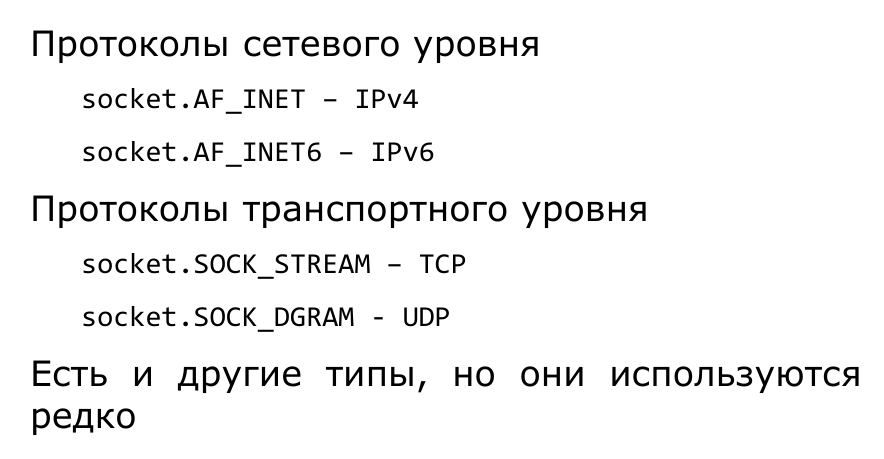 Протоколы сетевого уровня
socket.AF_INET – IPv4
socket.AF_INET6 – IPv6
Протоколы транспортного уровня
socket.SOCK_STREAM – TCP
socket.SOCK_DGRAM - UDP
Есть и другие типы, но они используются
редко